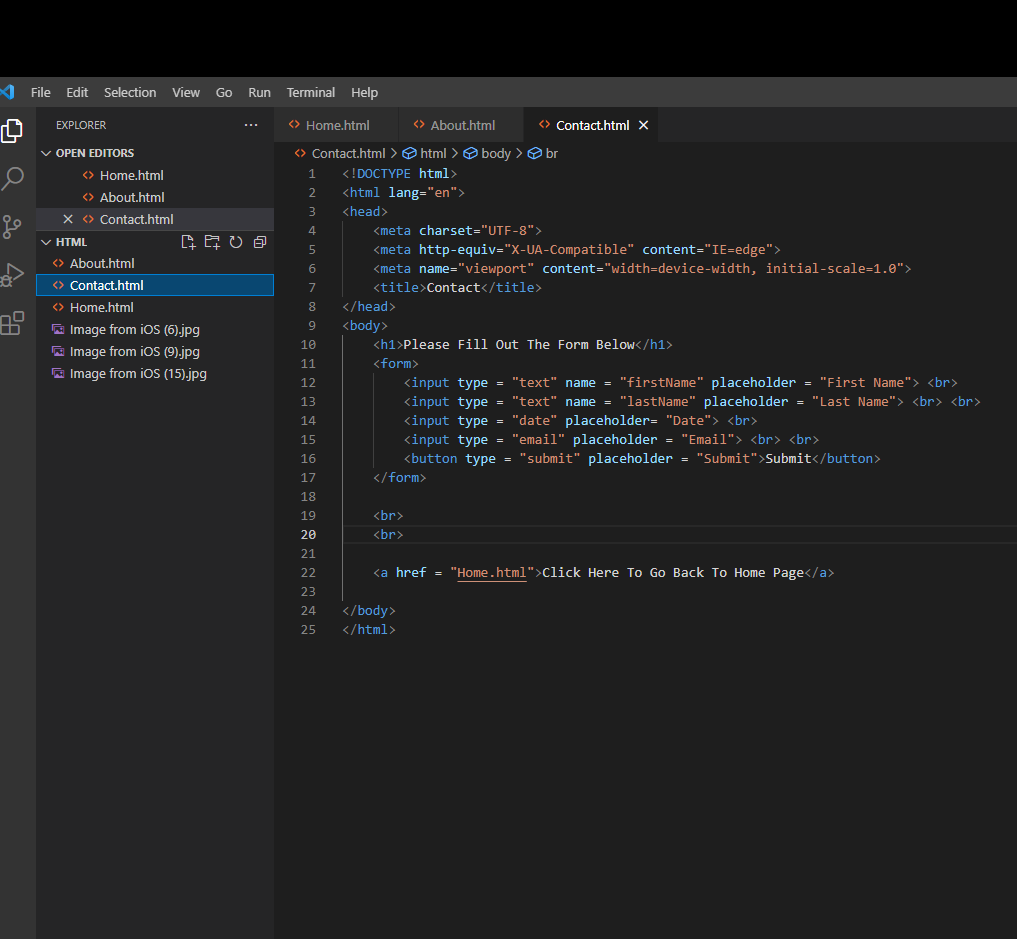 File Edit Selection View Go Run Terminal Help
EXPLORER ...
Home.html About.html Contact.html
OPEN EDITORS
Home.html
About.html
Contact.html
HTML
About.html
Contact.html
Home.html
Image from iOS (6).jpg
Image from iOS (9).jpg
Image from iOS (15).jpg
Contact.html > html > body > br
1 <!DOCTYPE html>
2 <html lang="en">
3 <head>
4     <meta charset="UTF-8">
5     <meta http-equiv="X-UA-Compatible" content="IE=edge">
6     <meta name="viewport" content="width=device-width, initial-scale=1.0">
7     <title>Contact</title>
8 </head>
9 <body>
10     <h1>Please Fill Out The Form Below</h1>
11     <form>
12         <input type = "text" name = "firstName" placeholder = "First Name"> <br>
13         <input type = "text" name = "lastName" placeholder = "Last Name"> <br> <br>
14         <input type = "date" placeholder= "Date"> <br>
15         <input type = "email" placeholder = "Email"> <br> <br>
16         <button type = "submit" placeholder = "Submit">Submit</button>
17     </form>
18
19     <br>
20     <br>
21
22     <a href = "Home.html">Click Here To Go Back To Home Page</a>
23
24 </body>
25 </html>